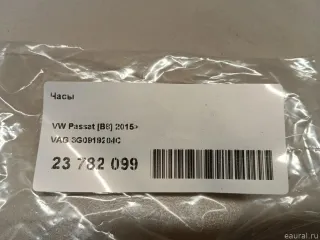 Часы
VW Passat [B8] 2015>
VAG 3G0919204C
23 782 099
eaural.ru